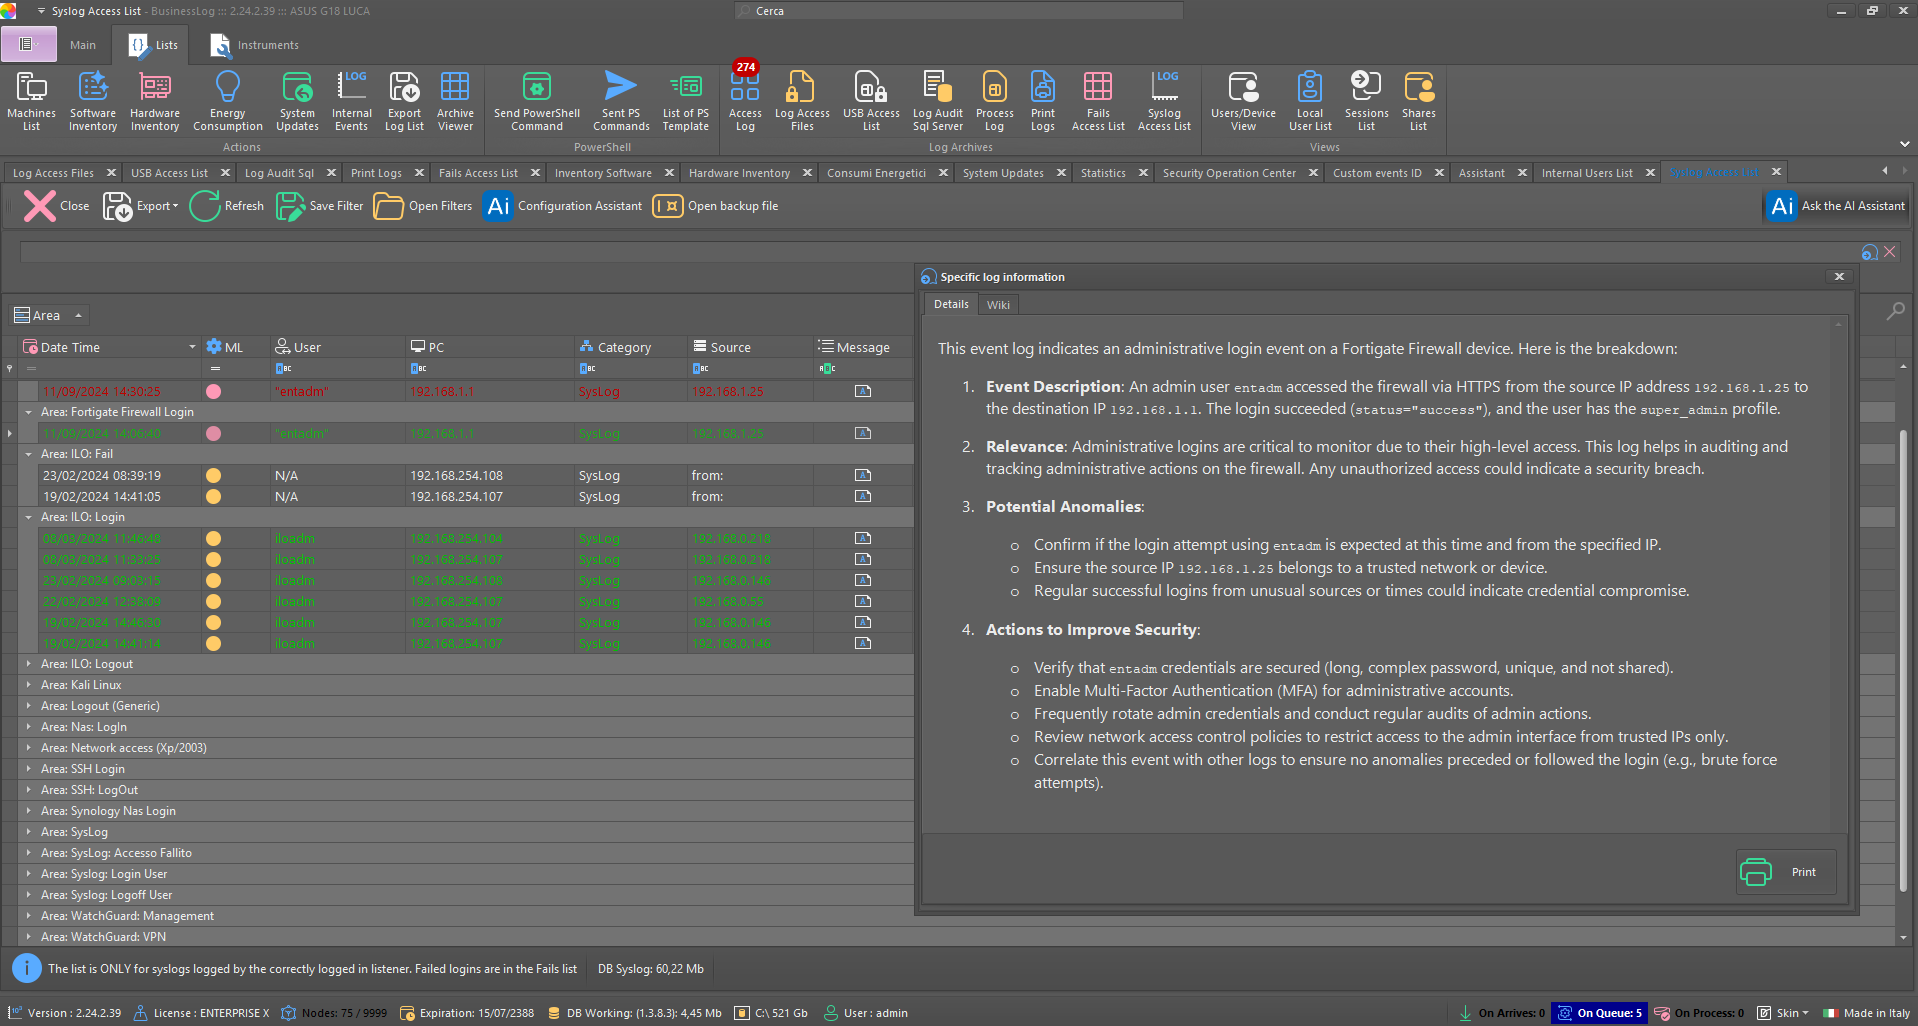 Syslog Access List - BusinessLog ::: 2.24.2.39 ::: ASUS G18 LUCA
Cerca
Main
Lists
Instruments
Machines List
Software Inventory
Hardware Inventory
Energy Consumption
System Updates
Internal Events
LOG
Export Log List
Archive Viewer
Actions
Send PowerShell Command
Sent PS Commands
List of PS Template
PowerShell
274
Access Log
Log Access Files
USB Access List
Log Audit Sql Server
Process Log
Print Logs
Fails Access List
LOG
Syslog Access List
Log Archives
Users/Device View
Local User List
Sessions List
Shares List
Views
Log Access Files
USB Access List
Log Audit Sql
Print Logs
Fails Access List
Inventory Software
Hardware Inventory
Consumi Energetici
System Updates
Statistics
Security Operation Center
Custom events ID
Assistant
Internal Users List
Syslog Access List
Close
Export
Refresh
Save Filter
Open Filters
Ai Configuration Assistant
Open backup file
Ai Ask the AI Assistant
Area
Date Time ML User PC Category Source Message
= = ABC ABC ABC ABC ABC
11/09/2024 14:30:25 "entadm" 192.168.1.1 SysLog 192.168.1.25
Area: Fortigate Firewall Login
11/09/2024 14:06:40 "entadm" 192.168.1.1 SysLog 192.168.1.25
Area: ILO: Fail
23/02/2024 08:39:19 N/A 192.168.254.108 SysLog from:
19/02/2024 14:41:05 N/A 192.168.254.107 SysLog from:
Area: ILO: Login
08/03/2024 11:46:48 iloadm 192.168.254.104 SysLog 192.168.0.218
08/03/2024 11:33:25 iloadm 192.168.254.107 SysLog 192.168.0.218
23/02/2024 09:03:15 iloadm 192.168.254.108 SysLog 192.168.0.146
22/02/2024 12:38:09 iloadm 192.168.254.107 SysLog 192.168.0.55
19/02/2024 14:46:30 iloadm 192.168.254.107 SysLog 192.168.0.146
19/02/2024 14:41:14 iloadm 192.168.254.107 SysLog 192.168.0.146
Area: ILO: Logout
Area: Kali Linux
Area: Logout (Generic)
Area: Nas: LogIn
Area: Network access (Xp/2003)
Area: SSH Login
Area: SSH: LogOut
Area: Synology Nas Login
Area: SysLog
Area: SysLog: Accesso Fallito
Area: Syslog: Login User
Area: Syslog: Logoff User
Area: WatchGuard: Management
Area: WatchGuard: VPN
Specific log information
Details
Wiki
This event log indicates an administrative login event on a Fortigate Firewall device. Here is the breakdown:
1. Event Description: An admin user entadm accessed the firewall via HTTPS from the source IP address 192.168.1.25 to
the destination IP 192.168.1.1. The login succeeded (status="success"), and the user has the super_admin profile.
2. Relevance: Administrative logins are critical to monitor due to their high-level access. This log helps in auditing and
tracking administrative actions on the firewall. Any unauthorized access could indicate a security breach.
3. Potential Anomalies:
o Confirm if the login attempt using entadm is expected at this time and from the specified IP.
o Ensure the source IP 192.168.1.25 belongs to a trusted network or device.
o Regular successful logins from unusual sources or times could indicate credential compromise.
4. Actions to Improve Security:
o Verify that entadm credentials are secured (long, complex password, unique, and not shared).
o Enable Multi-Factor Authentication (MFA) for administrative accounts.
o Frequently rotate admin credentials and conduct regular audits of admin actions.
o Review network access control policies to restrict access to the admin interface from trusted IPs only.
o Correlate this event with other logs to ensure no anomalies preceded or followed the login (e.g., brute force
attempts).
Print
The list is ONLY for syslogs logged by the correctly logged in listener. Failed logins are in the Fails list
DB Syslog: 60,22 Mb
Version : 2.24.2.39
License : ENTERPRISE X
Nodes: 75 / 9999
Expiration: 15/07/2388
DB Working: (1.3.8.3): 4,45 Mb
C:\ 521 Gb
User : admin
On Arrives: 0
On Queue: 5
On Process: 0
Skin
Made in Italy